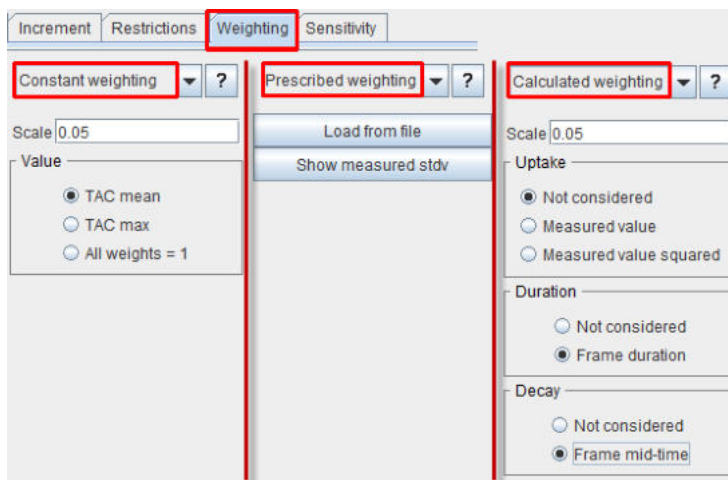 Increment Restrictions Weighting Sensitivity
Constant weighting ?
Scale 0.05
Value
TAC mean
TAC max
All weights = 1
Prescribed weighting ?
Load from file
Show measured stdv
Calculated weighting ?
Scale 0.05
Uptake
Not considered
Measured value
Measured value squared
Duration
Not considered
Frame duration
Decay
Not considered
Frame mid-time